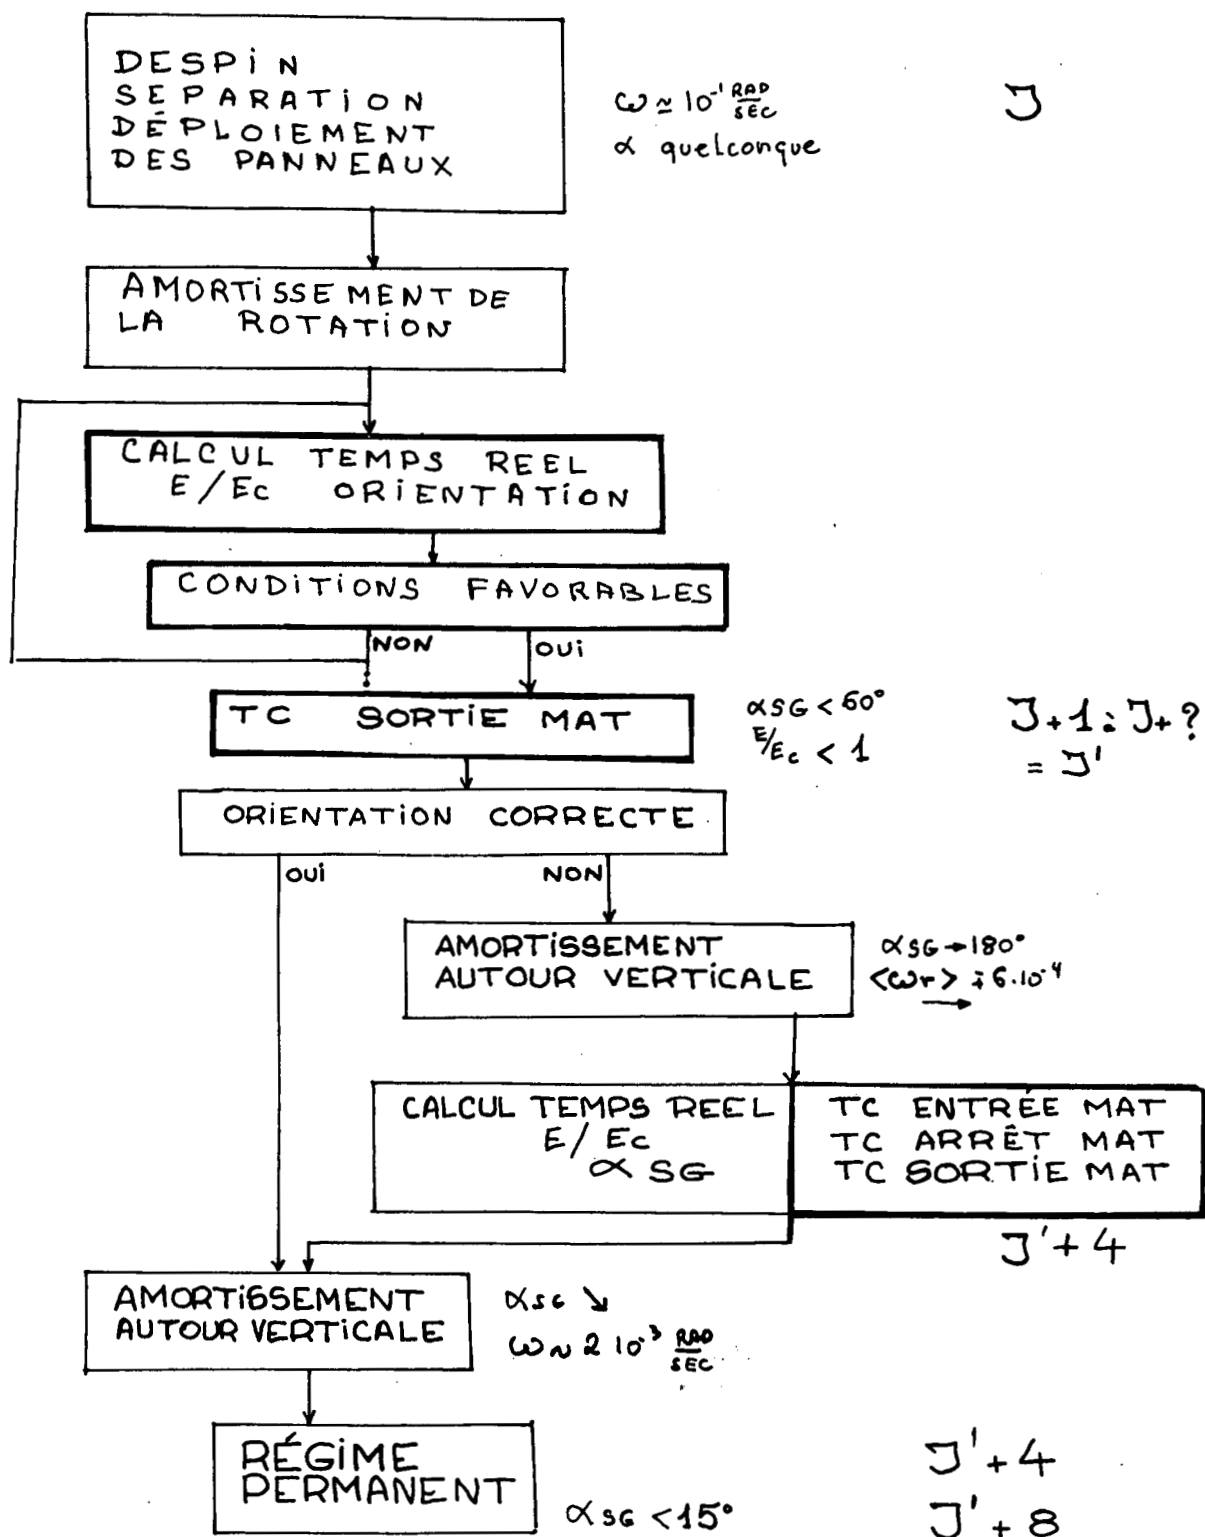 DESPIN
SEPARATION
DÉPLOIEMENT
DES PANNEAUX
ω ≃ 10⁻¹ RAD/SEC
α quelconque
J
AMORTISSEMENT DE
LA ROTATION
CALCUL TEMPS REEL
E/Ec ORIENTATION
CONDITIONS FAVORABLES
NON
OUI
TC SORTIE MAT
αSG < 60°
E/Ec < 1
J+1 : J+ ?
= J'
ORIENTATION CORRECTE
OUI
NON
AMORTISSEMENT
AUTOUR VERTICALE
αSG → 180°
<ωr> ÷ 6.10⁻⁴
CALCUL TEMPS REEL
E/Ec
αSG
TC ENTRÉE MAT
TC ARRÊT MAT
TC SORTIE MAT
J'+4
AMORTISSEMENT
AUTOUR VERTICALE
αSG ↘
ω ~ 2 10⁻³ RAD/SEC
RÉGIME
PERMANENT
αSG < 15°
J'+4
J'+8